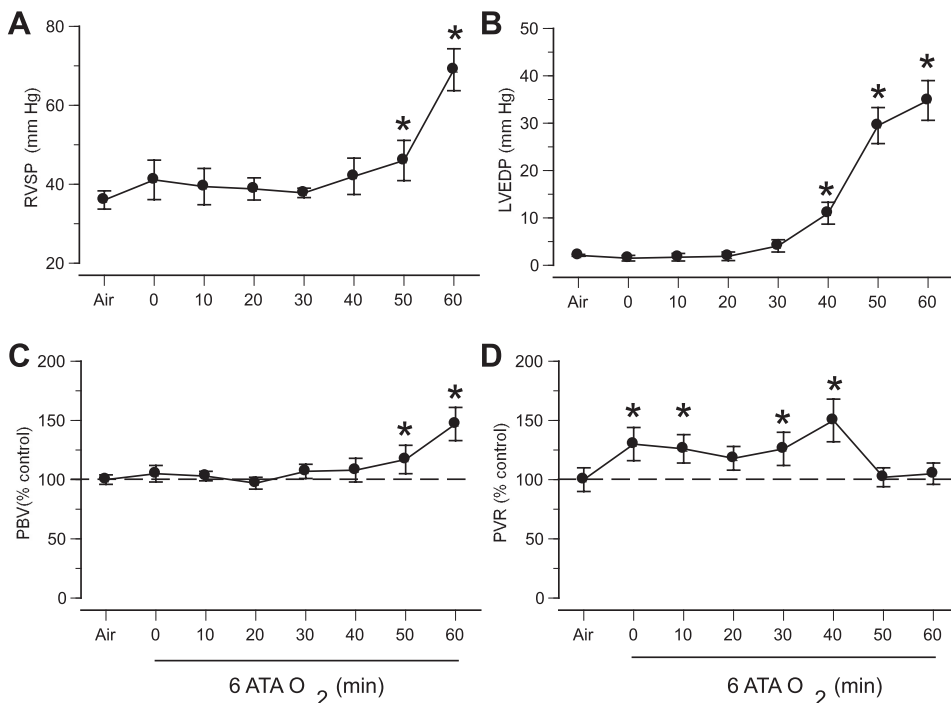 A
RVSP (mm Hg)
80
60
40
20
* *
Air 0 10 20 30 40 50 60
B
LVEDP (mm Hg)
50
40
30
20
10
0
* * *
Air 0 10 20 30 40 50 60
C
PBV(% control)
200
150
100
50
0
* *
Air 0 10 20 30 40 50 60
6 ATA O 2 (min)
D
PVR (% control)
200
150
100
50
0
* * * *
Air 0 10 20 30 40 50 60
6 ATA O 2 (min)